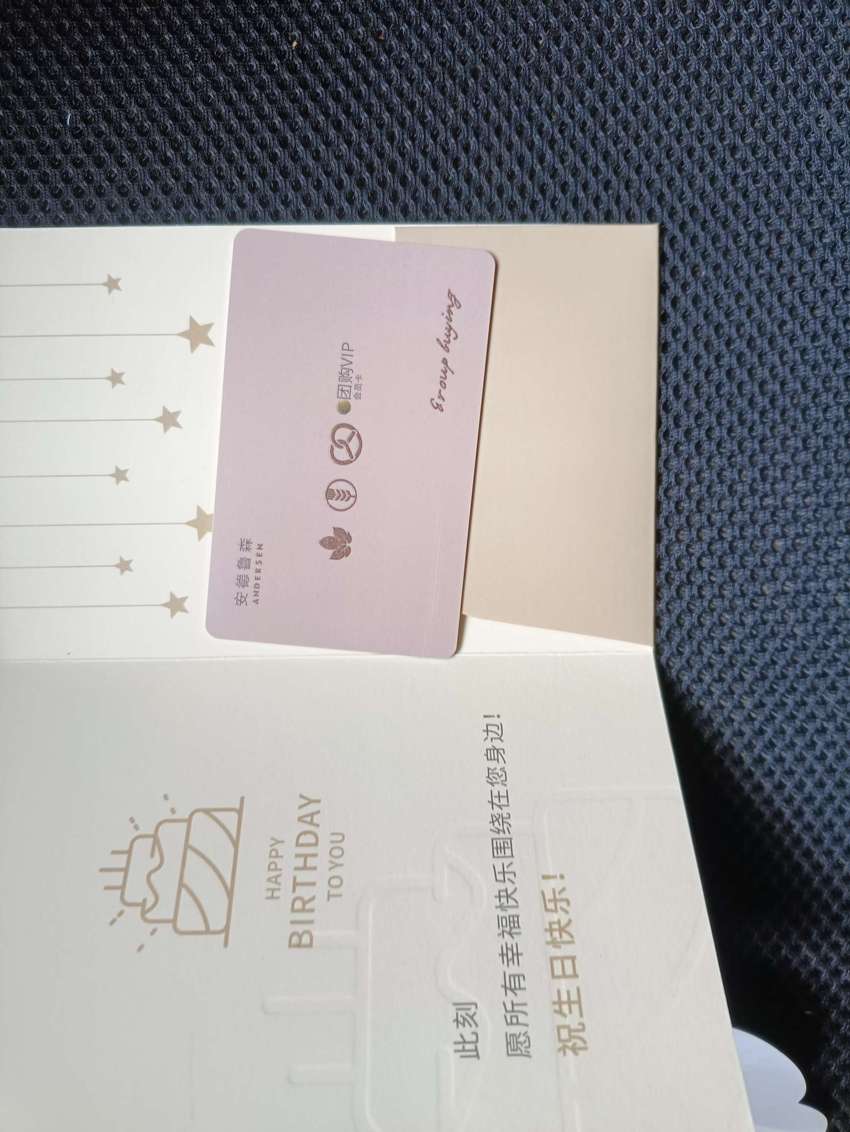 HAPPY
BIRTHDAY
TO YOU
此刻
愿所有幸福快乐围绕在您身边!
祝生日快乐!
安德鲁森
ANDERSEN
团购VIP
会员卡
Group buying